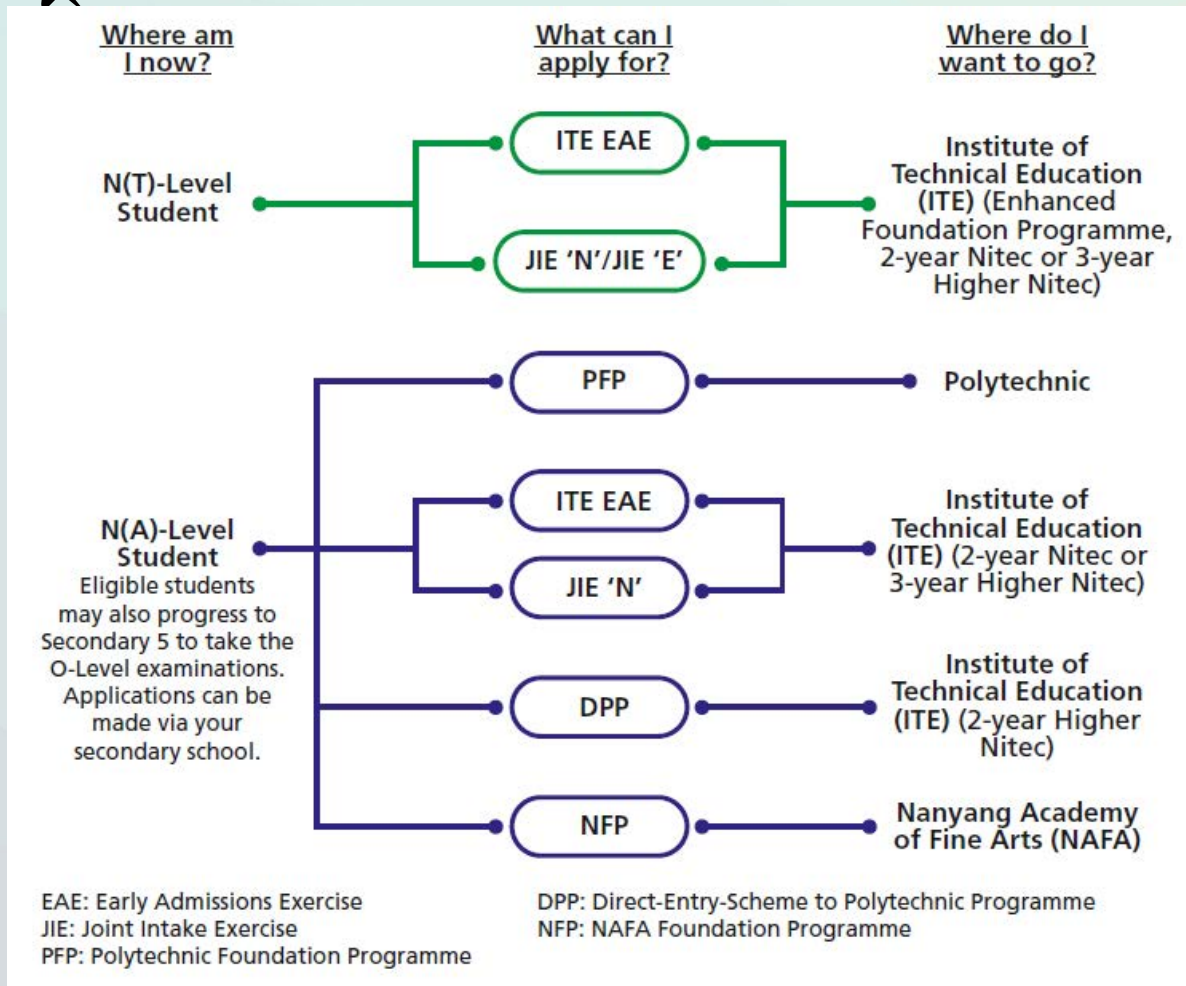 Where am
I now?
What can I
apply for?
Where do I
want to go?
N(T)-Level
Student
ITE EAE
JIE ‘N’/JIE ‘E’
Institute of
Technical Education
(ITE) (Enhanced
Foundation Programme,
2-year Nitec or 3-year
Higher Nitec)
N(A)-Level
Student
Eligible students
may also progress to
Secondary 5 to take the
O-Level examinations.
Applications can be
made via your
secondary school.
PFP
Polytechnic
ITE EAE
JIE ‘N’
Institute of
Technical Education
(ITE) (2-year Nitec or
3-year Higher Nitec)
DPP
Institute of
Technical Education
(ITE) (2-year Higher
Nitec)
NFP
Nanyang Academy
of Fine Arts (NAFA)
EAE: Early Admissions Exercise
JIE: Joint Intake Exercise
PFP: Polytechnic Foundation Programme
DPP: Direct-Entry-Scheme to Polytechnic Programme
NFP: NAFA Foundation Programme